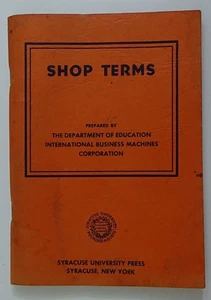 SHOP TERMS
PREPARED BY
THE DEPARTMENT OF EDUCATION
INTERNATIONAL BUSINESS MACHINES
CORPORATION
SYRACUSE UNIVERSITY PRESS
SYRACUSE, NEW YORK